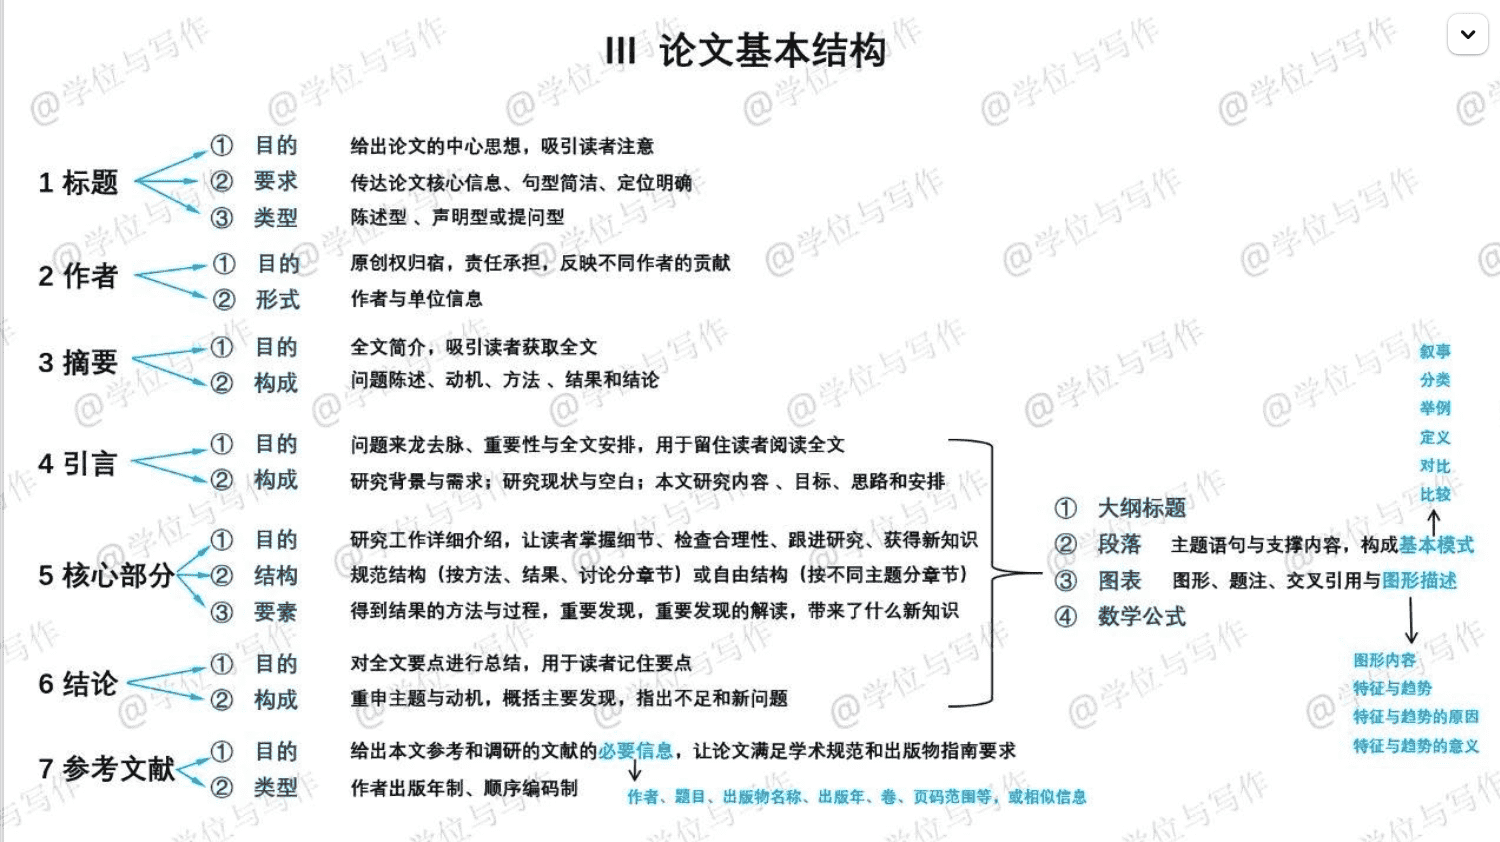 III 论文基本结构
1 标题
① 目的 给出论文的中心思想，吸引读者注意
② 要求 传达论文核心信息、句型简洁、定位明确
③ 类型 陈述型 、声明型或提问型
2 作者
① 目的 原创权归宿，责任承担，反映不同作者的贡献
② 形式 作者与单位信息
3 摘要
① 目的 全文简介，吸引读者获取全文
② 构成 问题陈述、动机、方法 、结果和结论
4 引言
① 目的 问题来龙去脉、重要性与全文安排，用于留住读者阅读全文
② 构成 研究背景与需求；研究现状与空白；本文研究内容 、目标、思路和安排
5 核心部分
① 目的 研究工作详细介绍，让读者掌握细节、检查合理性、跟进研究、获得新知识
② 结构 规范结构（按方法、结果、讨论分章节）或自由结构（按不同主题分章节）
③ 要素 得到结果的方法与过程，重要发现，重要发现的解读，带来了什么新知识
6 结论
① 目的 对全文要点进行总结，用于读者记住要点
② 构成 重申主题与动机，概括主要发现，指出不足和新问题
7 参考文献
① 目的 给出本文参考和调研的文献的必要信息，让论文满足学术规范和出版物指南要求
② 类型 作者出版年制、顺序编码制
作者、题目、出版物名称、出版年、卷、页码范围等，或相似信息
① 大纲标题
② 段落 主题语句与支撑内容，构成基本模式
③ 图表 图形、题注、交叉引用与图形描述
④ 数学公式
叙事
分类
举例
定义
对比
比较
图形内容
特征与趋势
特征与趋势的原因
特征与趋势的意义
@学位与写作